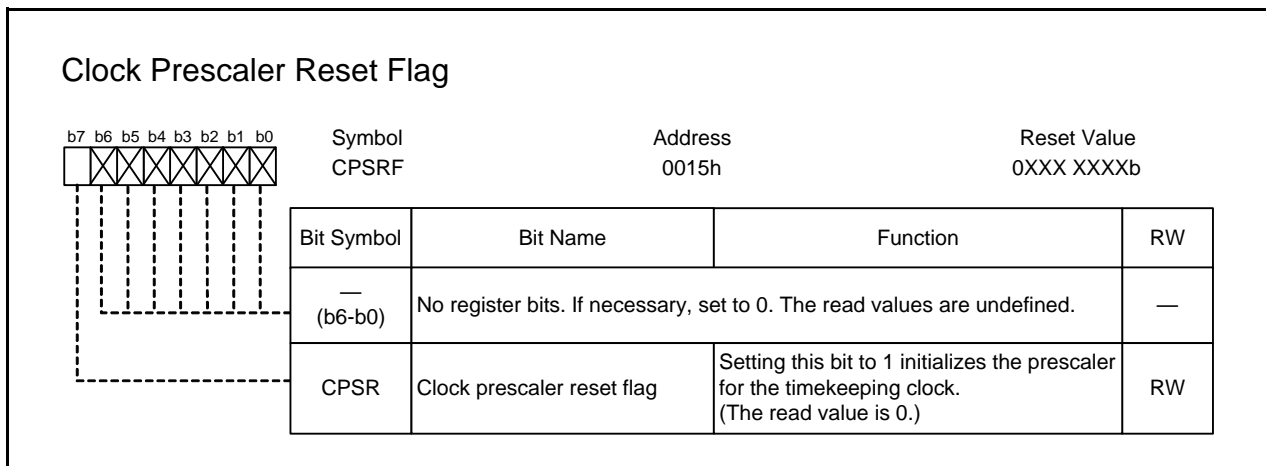 Clock Prescaler Reset Flag
b7 b6 b5 b4 b3 b2 b1 b0
Symbol Address Reset Value
CPSRF 0015h 0XXX XXXXb
Bit Symbol Bit Name Function RW
—
(b6-b0)
No register bits. If necessary, set to 0. The read values are undefined.
—
CPSR
Clock prescaler reset flag
Setting this bit to 1 initializes the prescaler
for the timekeeping clock.
(The read value is 0.)
RW